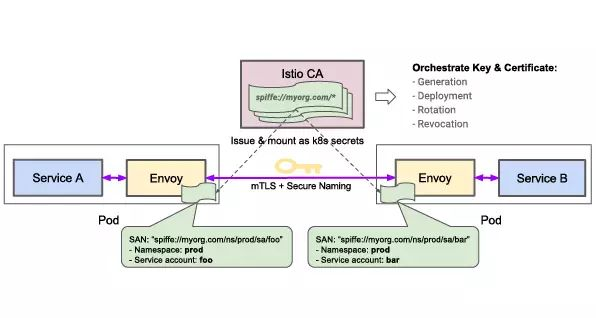 Istio CA
spiffe://myorg.com/*
Orchestrate Key & Certificate:
- Generation
- Deployment
- Rotation
- Revocation
Issue & mount as k8s secrets
Service A
Envoy
mTLS + Secure Naming
Envoy
Service B
Pod
Pod
SAN: "spiffe://myorg.com/ns/prod/sa/foo"
- Namespace: prod
- Service account: foo
SAN: "spiffe://myorg.com/ns/prod/sa/bar"
- Namespace: prod
- Service account: bar